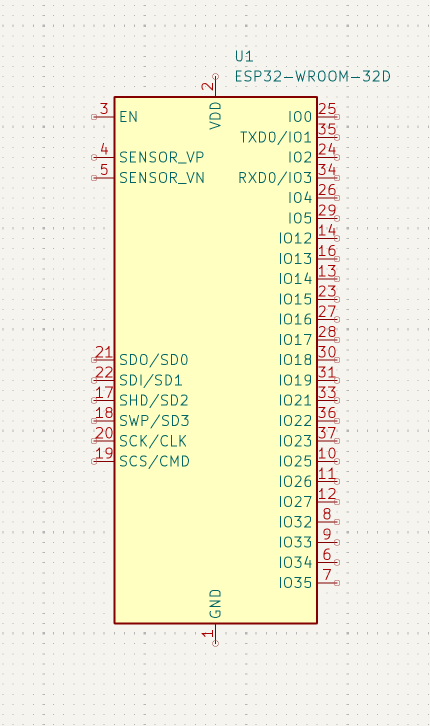 U1
ESP32-WROOM-32D
2
VDD
3 EN IO0 25
TXD0/IO1 35
4 SENSOR_VP IO2 24
5 SENSOR_VN RXD0/IO3 34
IO4 26
IO5 29
IO12 14
IO13 16
IO14 13
IO15 23
IO16 27
IO17 28
21 SDO/SD0 IO18 30
22 SDI/SD1 IO19 31
17 SHD/SD2 IO21 33
18 SWP/SD3 IO22 36
20 SCK/CLK IO23 37
19 SCS/CMD IO25 10
IO26 11
IO27 12
IO32 8
IO33 9
IO34 6
IO35 7
GND
1